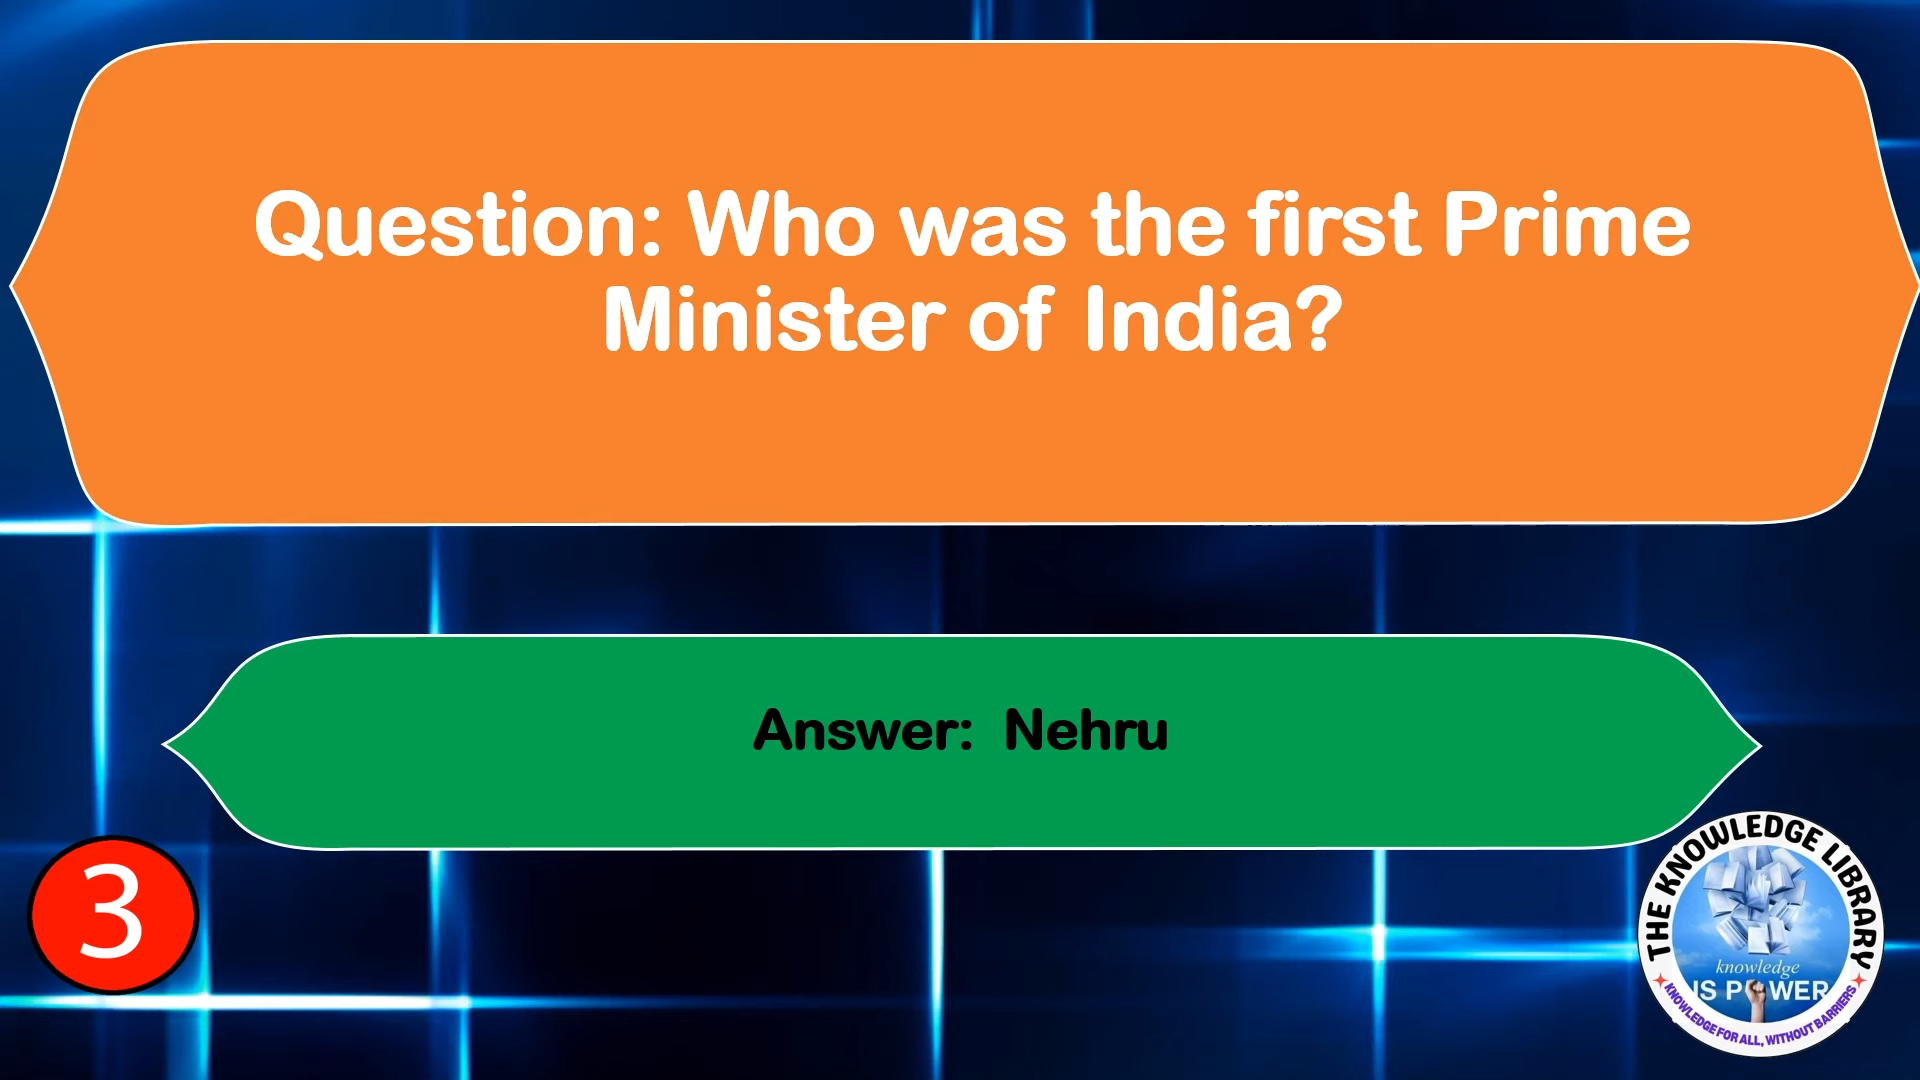 Question: Who was the first Prime
Minister of India?
Answer: Nehru
3
THE KNOWLEDGE LIBRARY
knowledge
IS POWER
KNOWLEDGE FOR ALL, WITHOUT BARRIERS